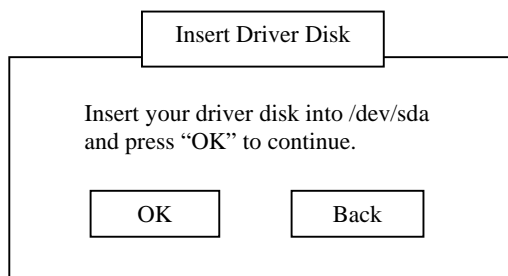 Insert Driver Disk
Insert your driver disk into /dev/sda
and press “OK” to continue.
OK
Back